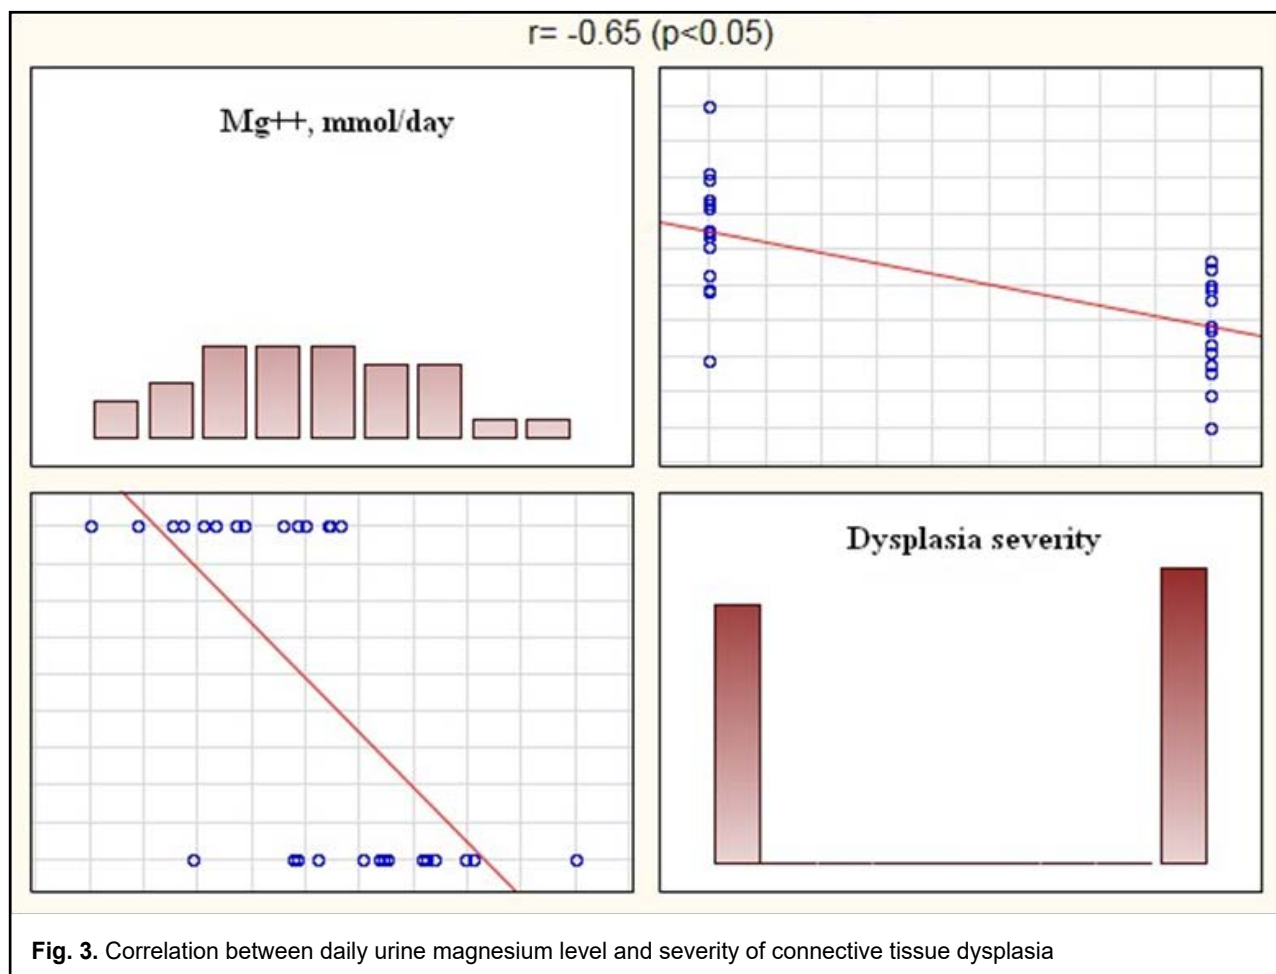 r= -0.65 (p<0.05)
Mg++, mmol/day
Dysplasia severity
Fig. 3. Correlation between daily urine magnesium level and severity of connective tissue dysplasia